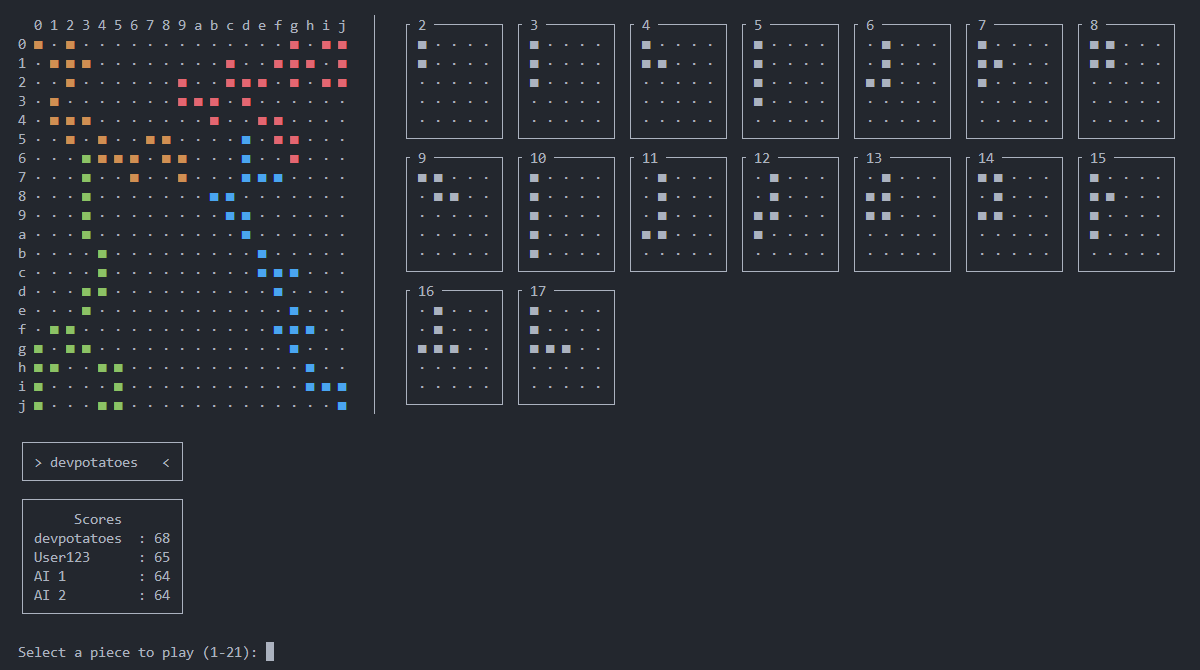 0 1 2 3 4 5 6 7 8 9 a b c d e f g h i j
0
1
2
3
4
5
6
7
8
9
a
b
c
d
e
f
g
h
i
j
2 3 4 5 6 7 8
9 10 11 12 13 14 15
16 17
> devpotatoes <
Scores
devpotatoes : 68
User123 : 65
AI 1 : 64
AI 2 : 64
Select a piece to play (1-21):